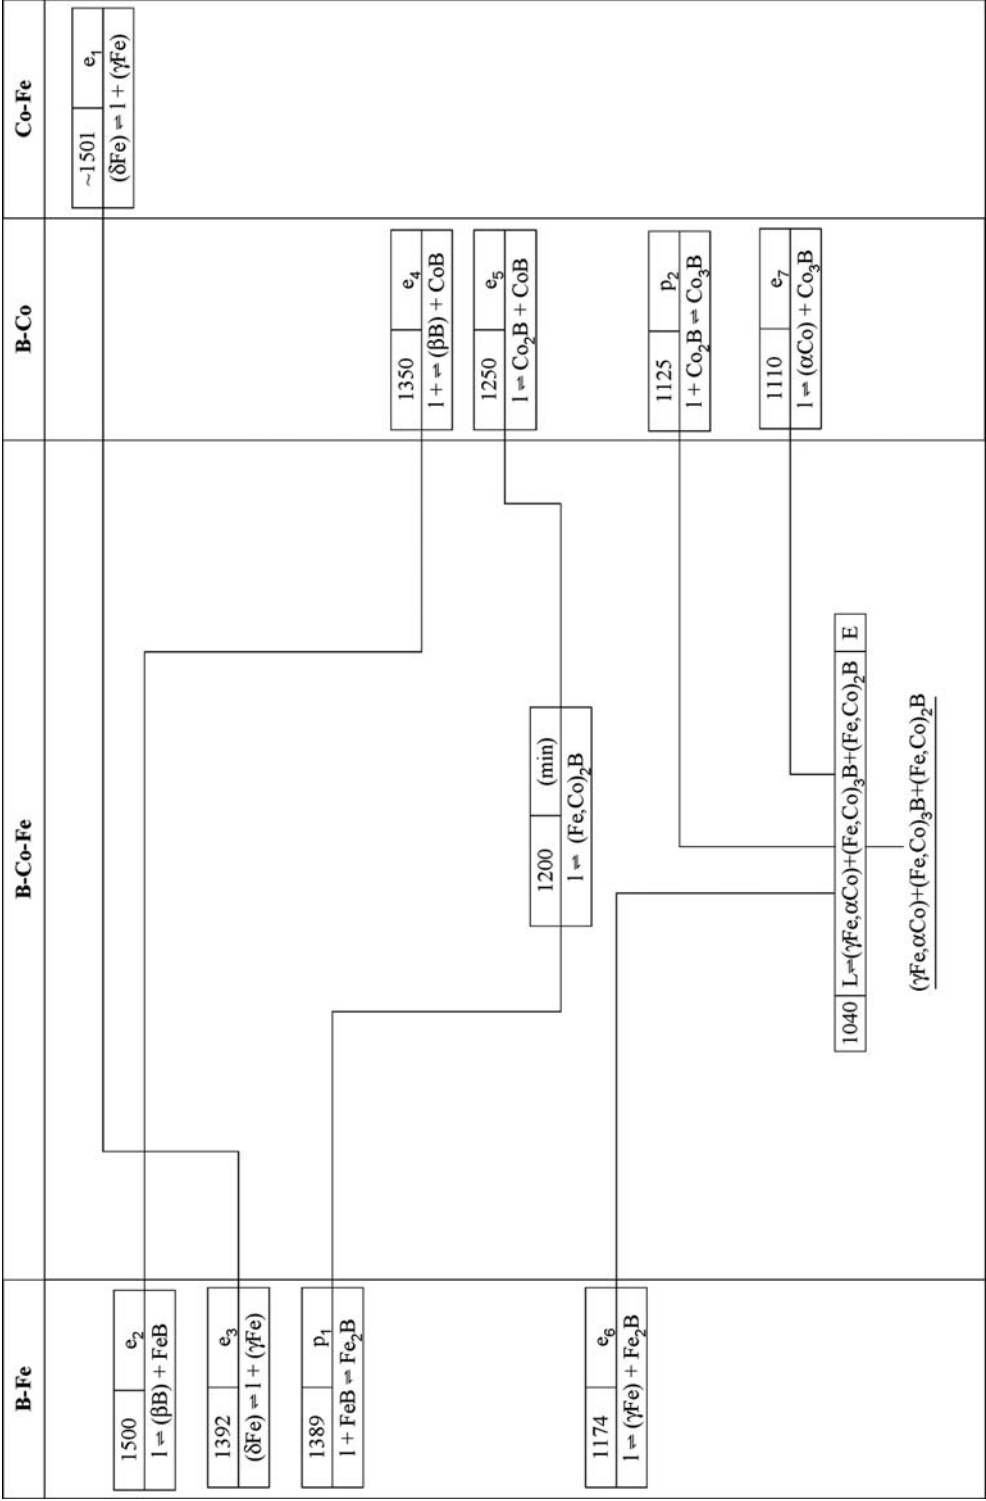 B-Fe
B-Co-Fe
B-Co
Co-Fe
~1501 e₁
(δFe) ⇌ l + (γFe)
1500 e₂
l ⇌ (βB) + FeB
1392 e₃
(δFe) ⇌ l + (γFe)
1389 p₁
l + FeB ⇌ Fe₂B
1350 e₄
l + ⇌ (βB) + CoB
1250 e₅
l ⇌ Co₂B + CoB
1200 (min)
l ⇌ (Fe,Co)₂B
1174 e₆
l ⇌ (γFe) + Fe₂B
1125 p₂
l + Co₂B ⇌ Co₃B
1110 e₇
l ⇌ (αCo) + Co₃B
1040 L⇌(γFe,αCo)+(Fe,Co)₃B+(Fe,Co)₂B E
(γFe,αCo)+(Fe,Co)₃B+(Fe,Co)₂B